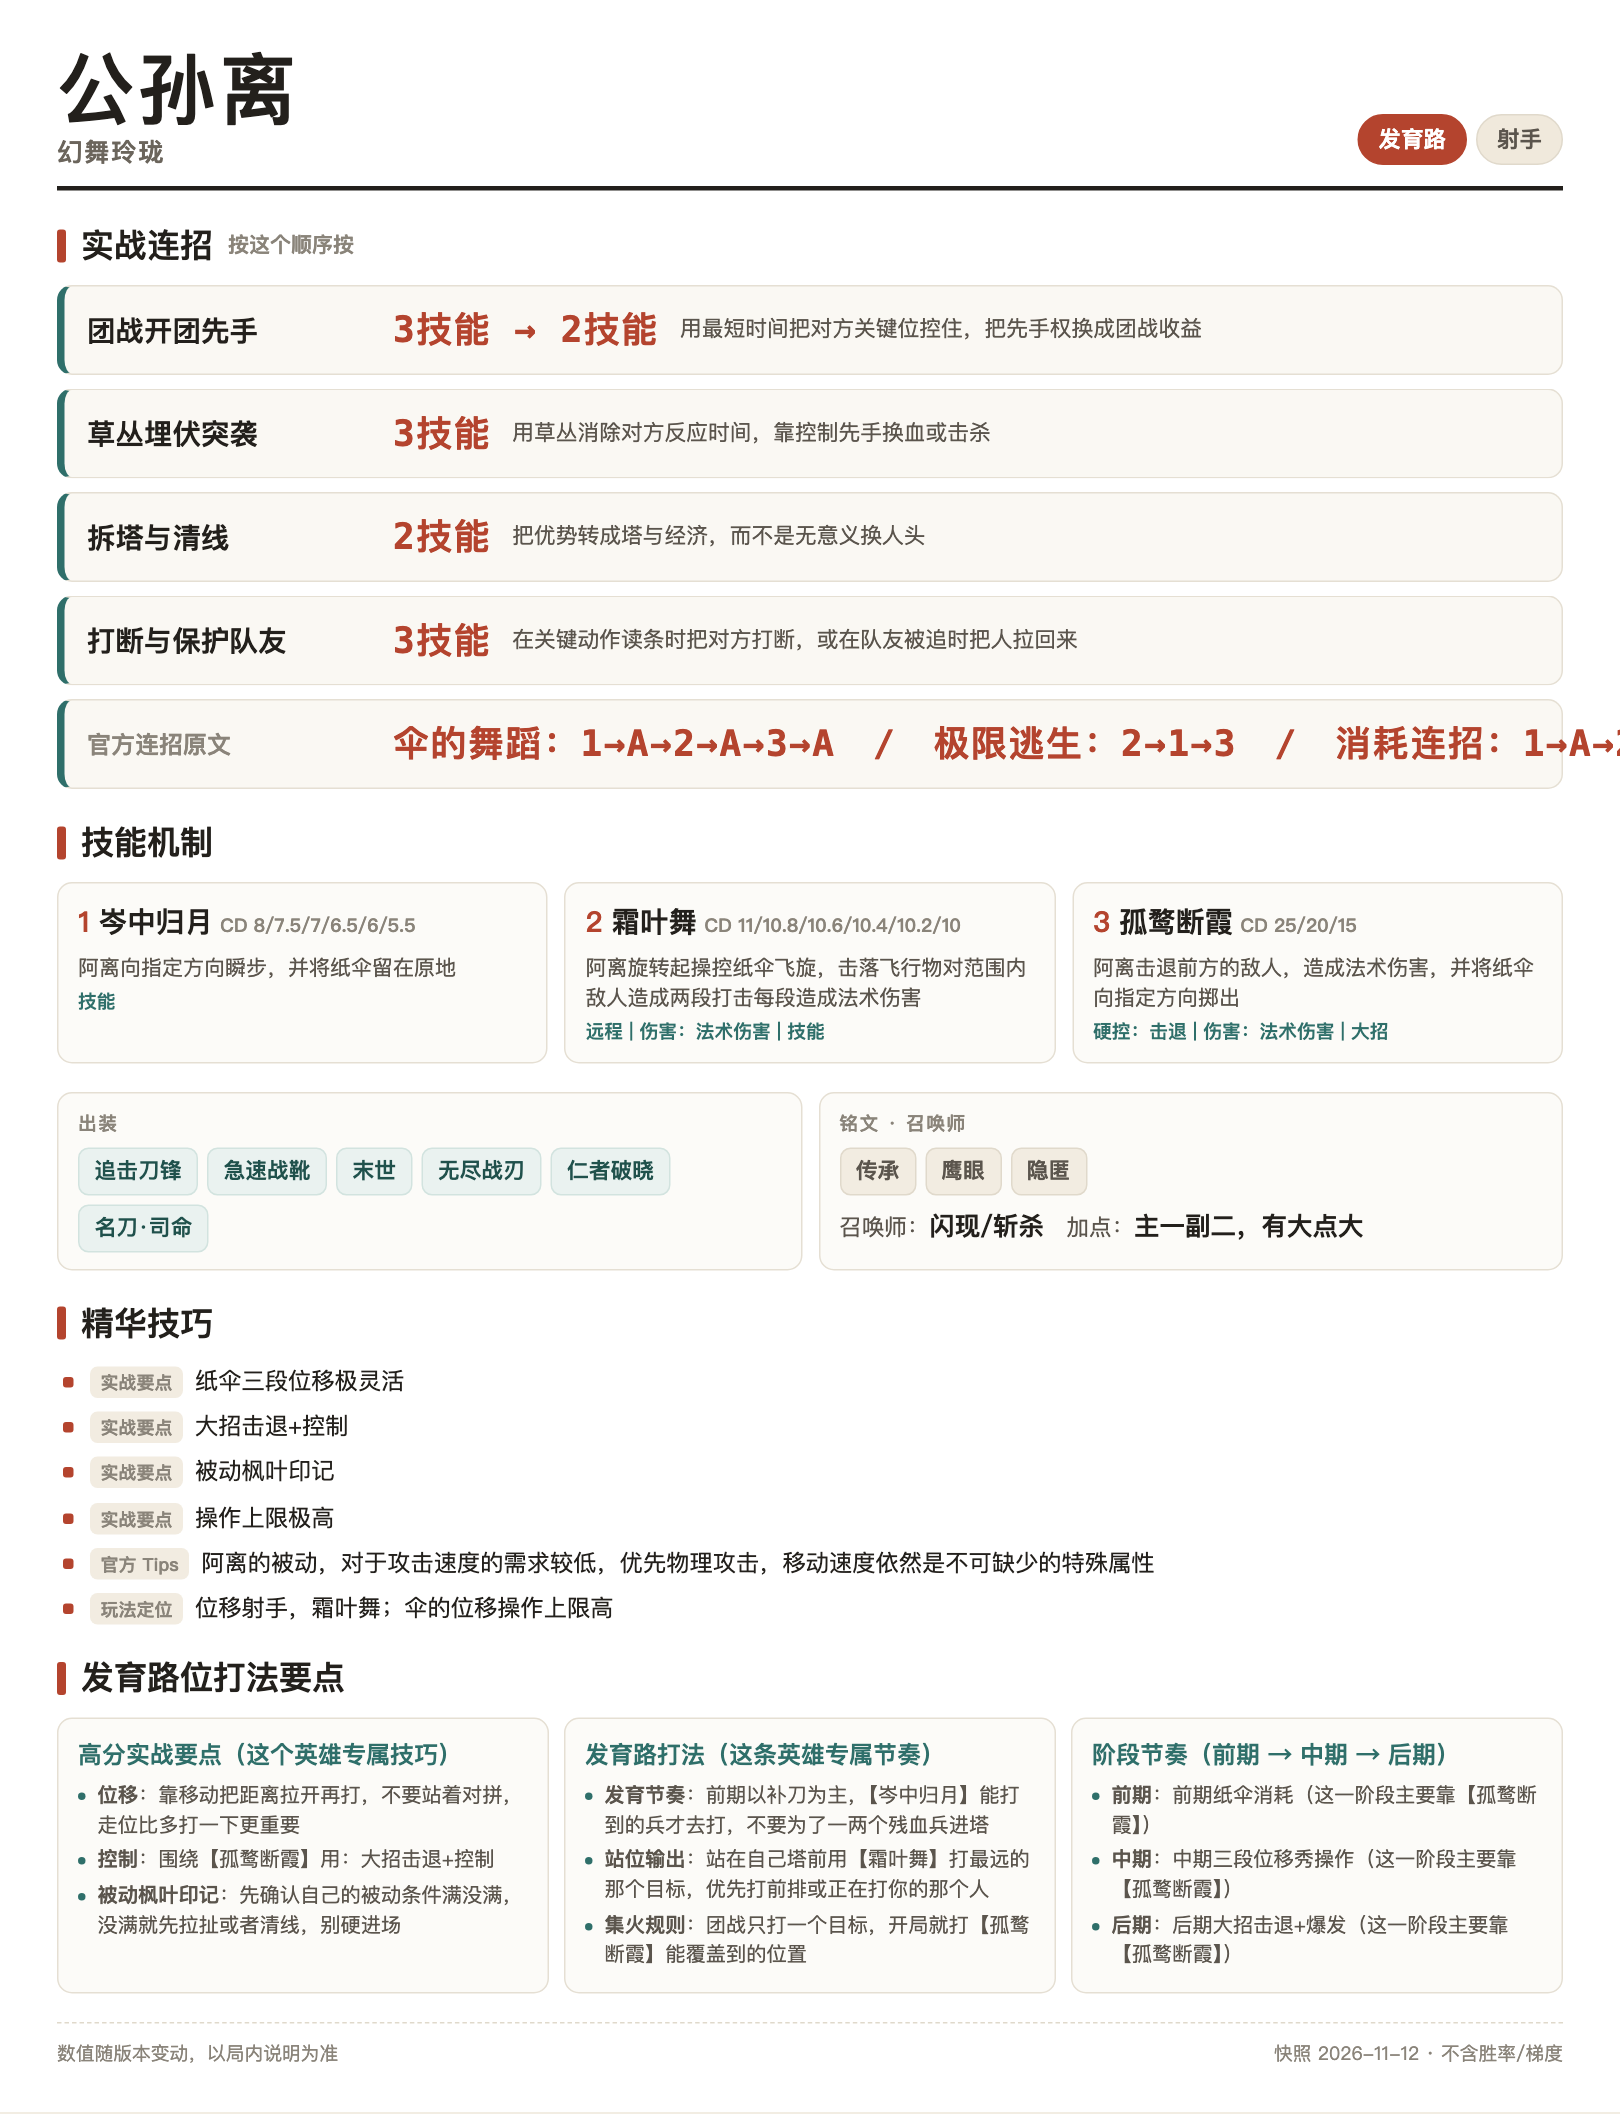 公孙离
幻舞玲珑
发育路 射手
实战连招 按这个顺序按
团战开团先手 3技能 → 2技能 用最短时间把对方关键位控住，把先手权换成团战收益
草丛埋伏突袭 3技能 用草丛消除对方反应时间，靠控制先手换血或击杀
拆塔与清线 2技能 把优势转成塔与经济，而不是无意义换人头
打断与保护队友 3技能 在关键动作读条时把对方打断，或在队友被追时把人拉回来
官方连招原文 伞的舞蹈：1→A→2→A→3→A / 极限逃生：2→1→3 / 消耗连招：1→A→
技能机制
1 岑中归月 CD 8/7.5/7/6.5/6/5.5
阿离向指定方向瞬步，并将纸伞留在原地
技能
2 霜叶舞 CD 11/10.8/10.6/10.4/10.2/10
阿离旋转起操控纸伞飞旋，击落飞行物对范围内
敌人造成两段打击每段造成法术伤害
远程 | 伤害：法术伤害 | 技能
3 孤鹜断霞 CD 25/20/15
阿离击退前方的敌人，造成法术伤害，并将纸伞
向指定方向掷出
硬控：击退 | 伤害：法术伤害 | 大招
出装
追击刀锋 急速战靴 末世 无尽战刃 仁者破晓
名刀·司命
铭文 · 召唤师
传承 鹰眼 隐匿
召唤师：闪现/斩杀 加点：主一副二，有大点大
精华技巧
实战要点 纸伞三段位移极灵活
实战要点 大招击退+控制
实战要点 被动枫叶印记
实战要点 操作上限极高
官方 Tips 阿离的被动，对于攻击速度的需求较低，优先物理攻击，移动速度依然是不可缺少的特殊属性
玩法定位 位移射手，霜叶舞；伞的位移操作上限高
发育路位打法要点
高分实战要点（这个英雄专属技巧）
位移：靠移动把距离拉开再打，不要站着对拼，
走位比多打一下更重要
控制：围绕【孤鹜断霞】用：大招击退+控制
被动枫叶印记：先确认自己的被动条件满没满，
没满就先拉扯或者清线，别硬进场
发育路打法（这条英雄专属节奏）
发育节奏：前期以补刀为主，【岑中归月】能打
到的兵才去打，不要为了一两个残血兵进塔
站位输出：站在自己塔前用【霜叶舞】打最远的
那个目标，优先打前排或正在打你的那个人
集火规则：团战只打一个目标，开局就打【孤鹜
断霞】能覆盖到的位置
阶段节奏（前期 → 中期 → 后期）
前期：前期纸伞消耗（这一阶段主要靠【孤鹜断
霞】）
中期：中期三段位移秀操作（这一阶段主要靠
【孤鹜断霞】）
后期：后期大招击退+爆发（这一阶段主要靠
【孤鹜断霞】）
数值随版本变动，以局内说明为准
快照 2026-11-12 · 不含胜率/梯度